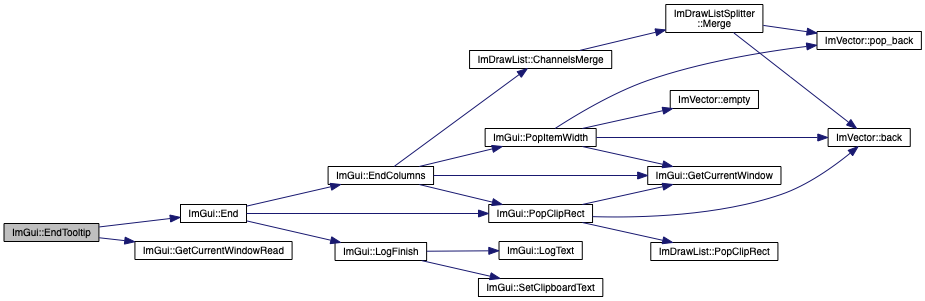 ImDrawListSplitter
::Merge
ImVector::pop_back
ImDrawList::ChannelsMerge
ImVector::empty
ImGui::PopItemWidth
ImVector::back
ImGui::EndColumns
ImGui::GetCurrentWindow
ImGui::End
ImGui::PopClipRect
ImGui::EndTooltip
ImGui::GetCurrentWindowRead
ImGui::LogFinish
ImGui::LogText
ImDrawList::PopClipRect
ImGui::SetClipboardText